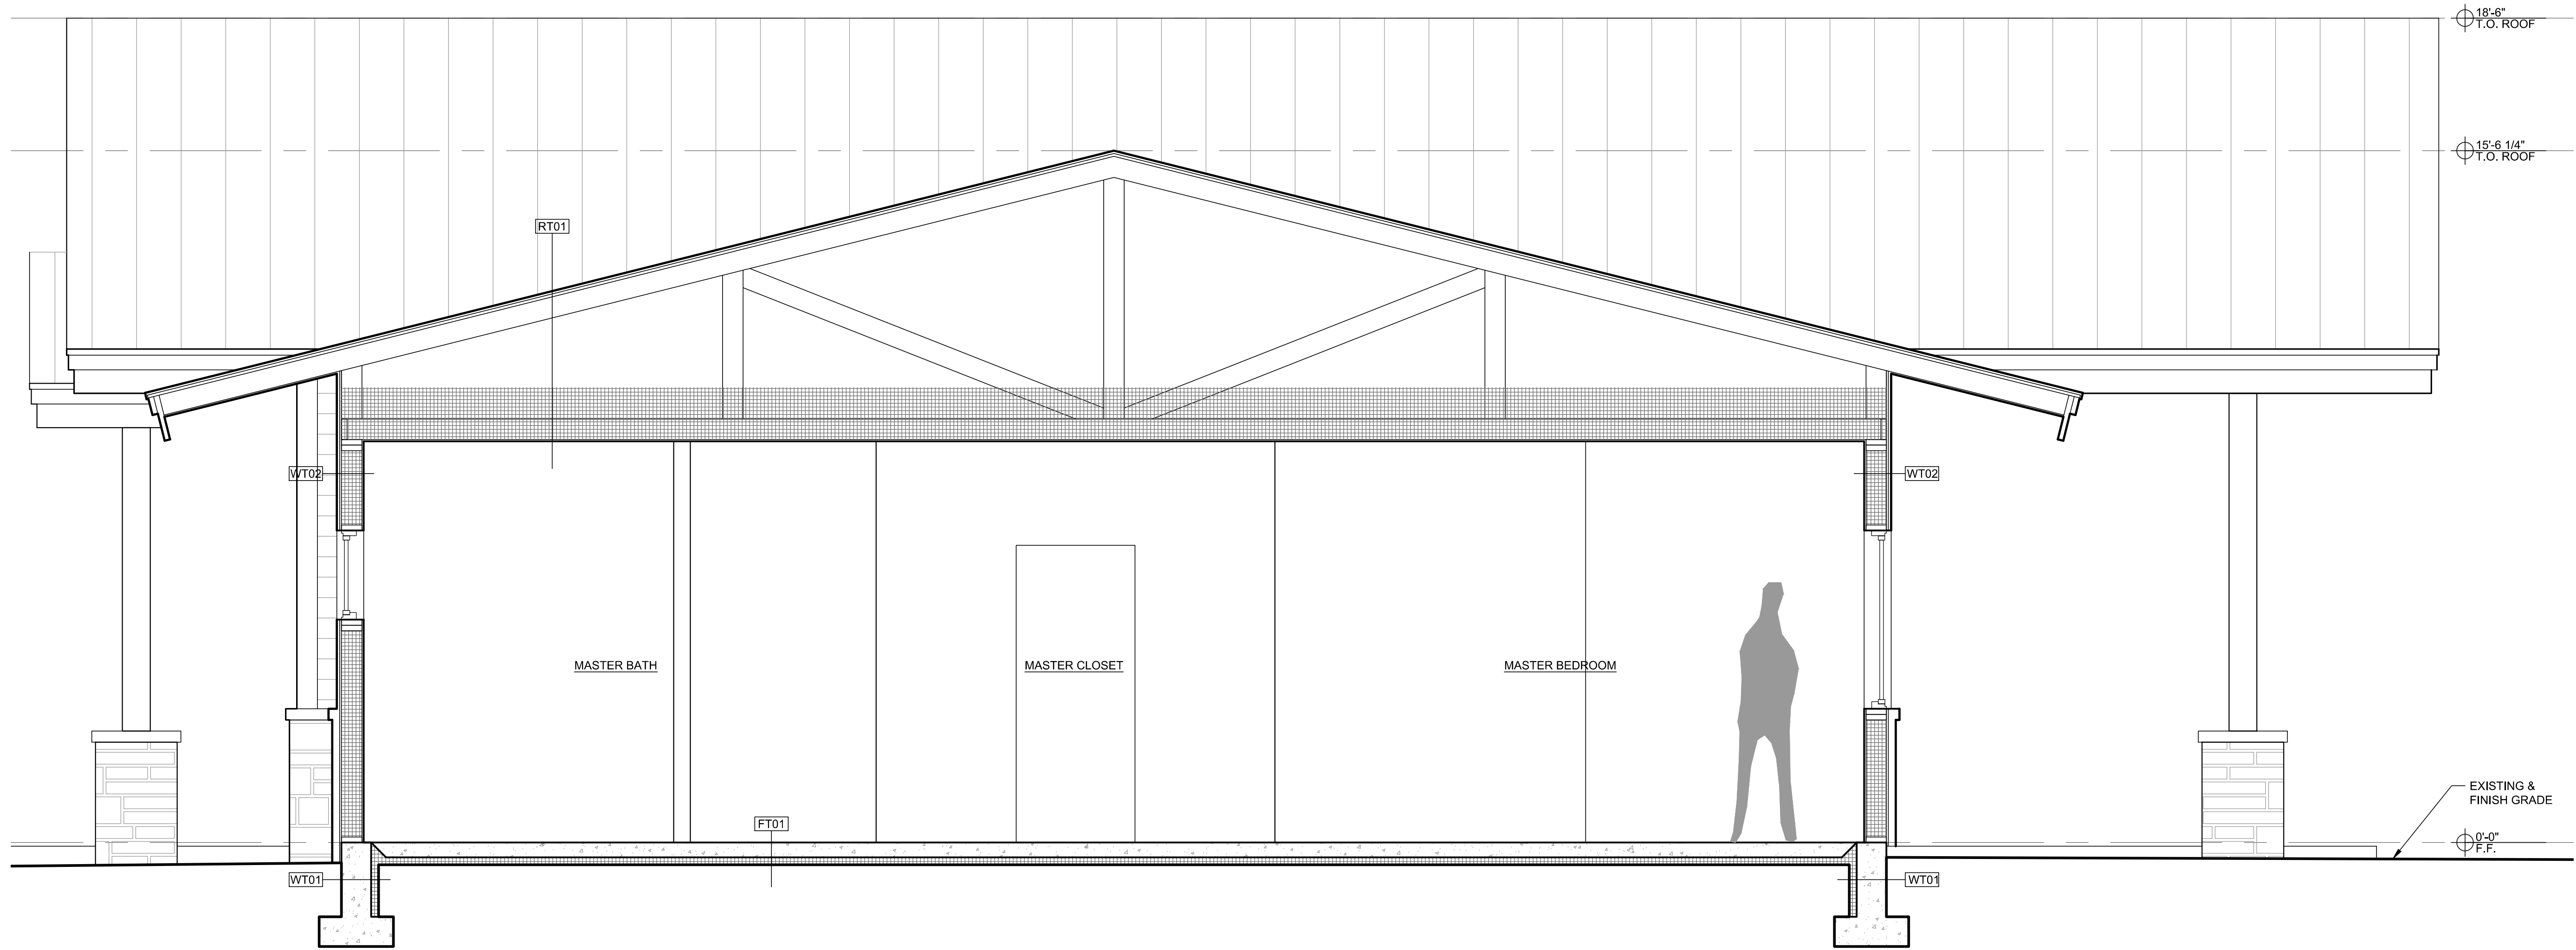 18'-6"
T.O. ROOF
15'-6 1/4"
T.O. ROOF
RT01
WT02
WT02
MASTER BATH
MASTER CLOSET
MASTER BEDROOM
EXISTING &
FINISH GRADE
FT01
0'-0"
F.F.
WT01
WT01